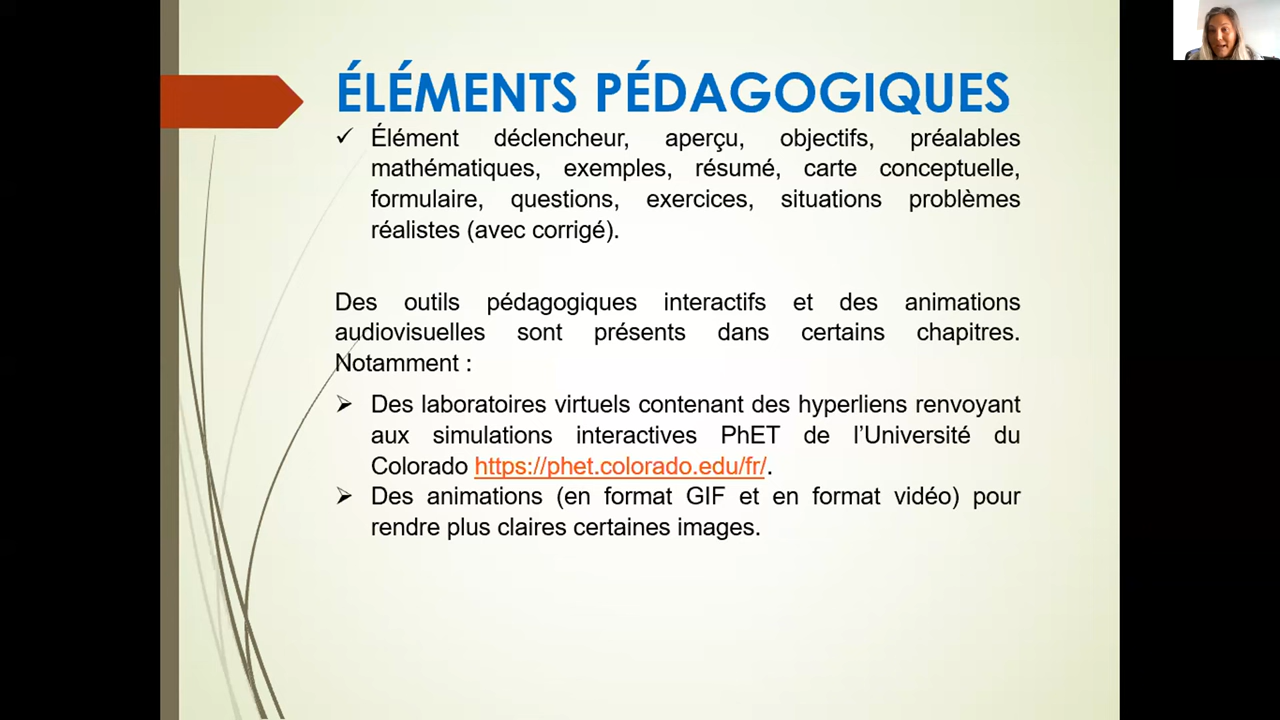 ÉLÉMENTS PÉDAGOGIQUES
✓ Élément déclencheur, aperçu, objectifs, préalables
mathématiques, exemples, résumé, carte conceptuelle,
formulaire, questions, exercices, situations problèmes
réalistes (avec corrigé).
Des outils pédagogiques interactifs et des animations
audiovisuelles sont présents dans certains chapitres.
Notamment :
➢ Des laboratoires virtuels contenant des hyperliens renvoyant
aux simulations interactives PhET de l’Université du
Colorado https://phet.colorado.edu/fr/.
➢ Des animations (en format GIF et en format vidéo) pour
rendre plus claires certaines images.